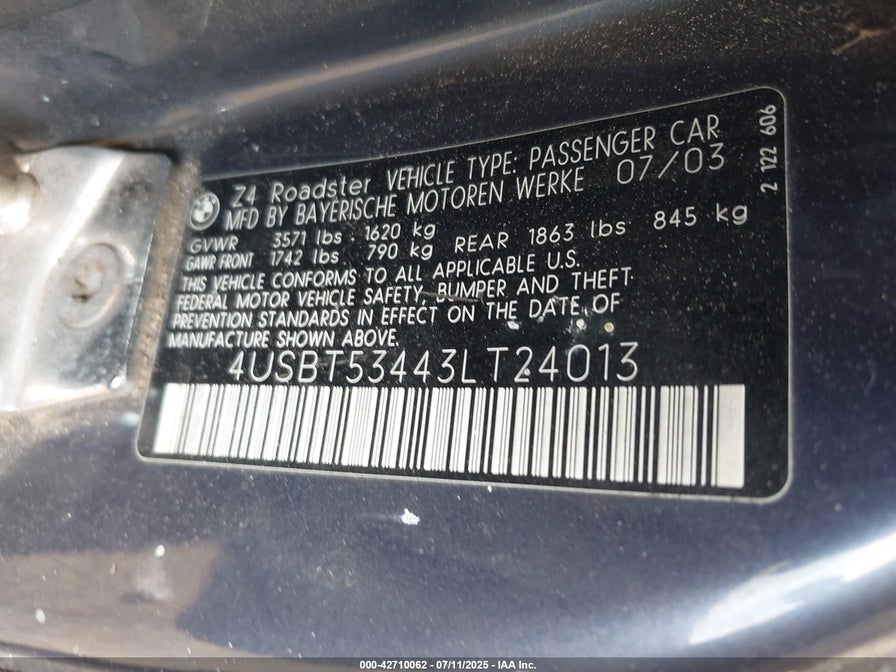 Z4 Roadster VEHICLE TYPE: PASSENGER CAR
MFD BY BAYERISCHE MOTOREN WERKE 07/03
GVWR 3571 lbs - 1620 kg
GAWR FRONT 1742 lbs 790 kg REAR 1863 lbs 845 kg
THIS VEHICLE CONFORMS TO ALL APPLICABLE U.S.
FEDERAL MOTOR VEHICLE SAFETY, BUMPER AND THEFT
PREVENTION STANDARDS IN EFFECT ON THE DATE OF
MANUFACTURE SHOWN ABOVE.
4USBT53443LT24013
2 122 606
000-42710062 - 07/11/2025 - IAA Inc.